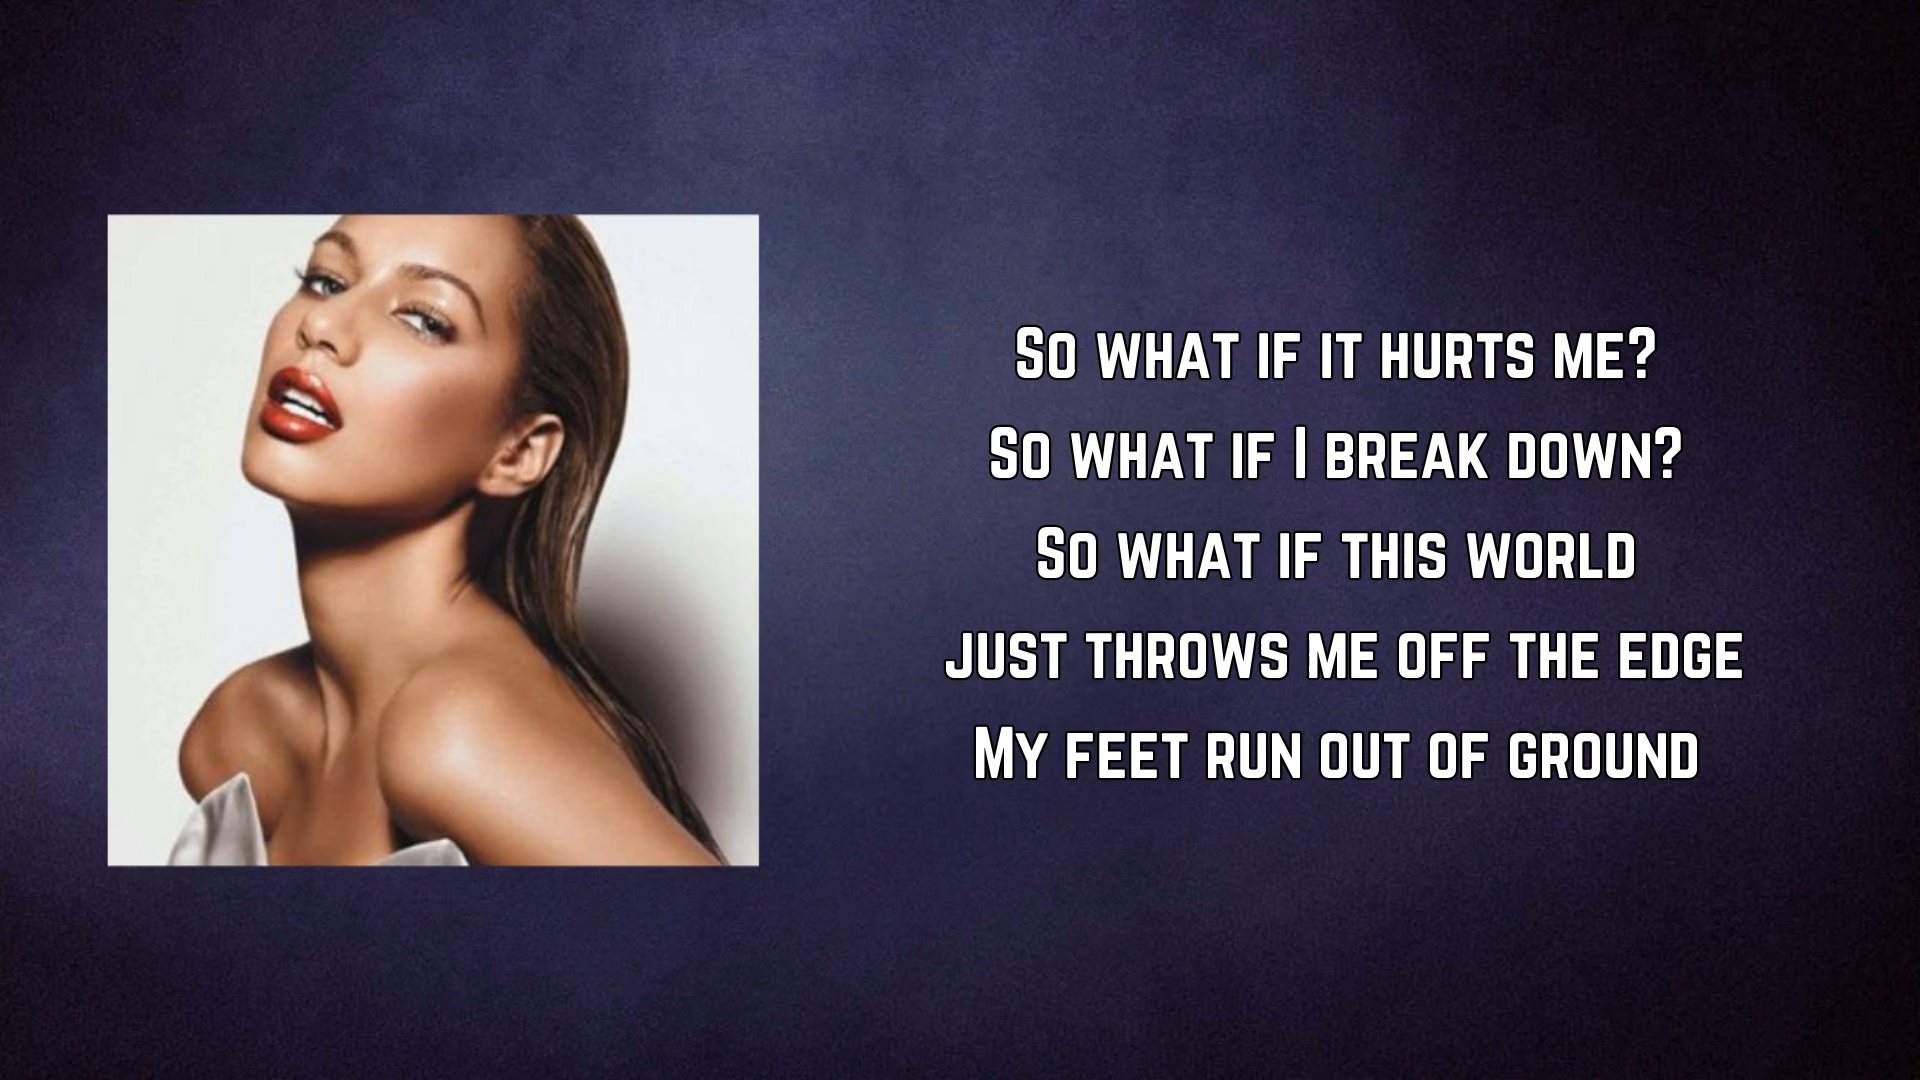 So what if it hurts me?
So what if I break down?
So what if this world
just throws me off the edge
My feet run out of ground